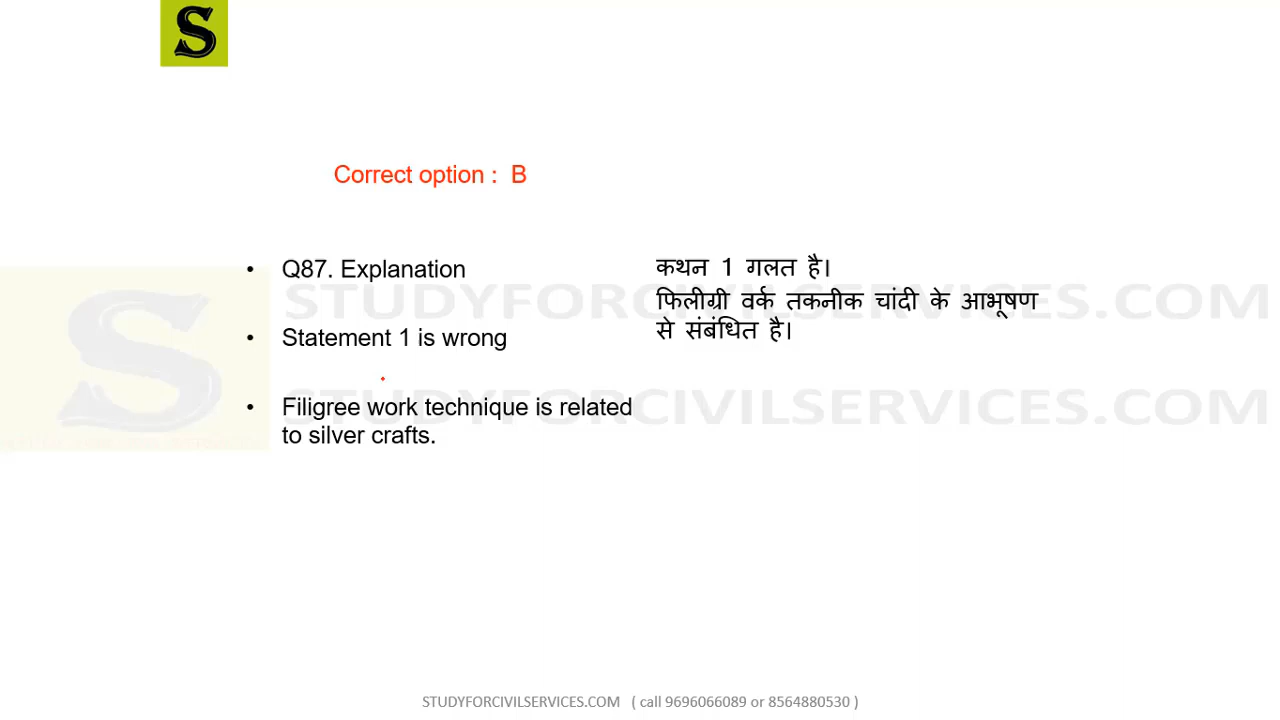 S
Correct option : B
• Q87. Explanation
• Statement 1 is wrong
• Filigree work technique is related
to silver crafts.
कथन 1 गलत है।
फिलीग्री वर्क तकनीक चांदी के आभूषण
से संबंधित है।
STUDYFORCIVILSERVICES.COM
STUDYFORCIVILSERVICES.COM
S
STUDYFORCIVILSERVICES.COM ( call 9696066089 or 8564880530 )